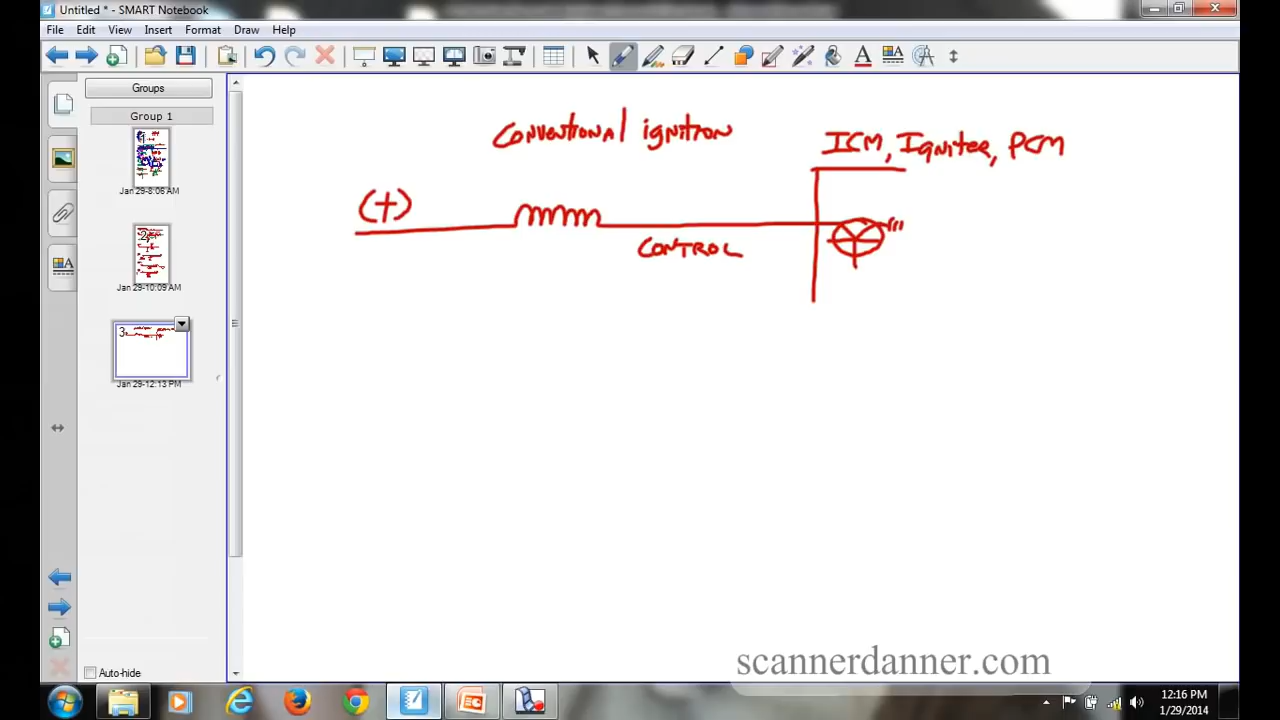 Untitled * - SMART Notebook
File Edit View Insert Format Draw Help
Groups
Group 1
Jan 29-8:06 AM
2
Jan 29-10:09 AM
3
Jan 29-12:13 PM
Auto-hide
Conventional ignition
ICM, Igniter, PCM
(+)
CONTROL
scannerdanner.com
12:16 PM
1/29/2014